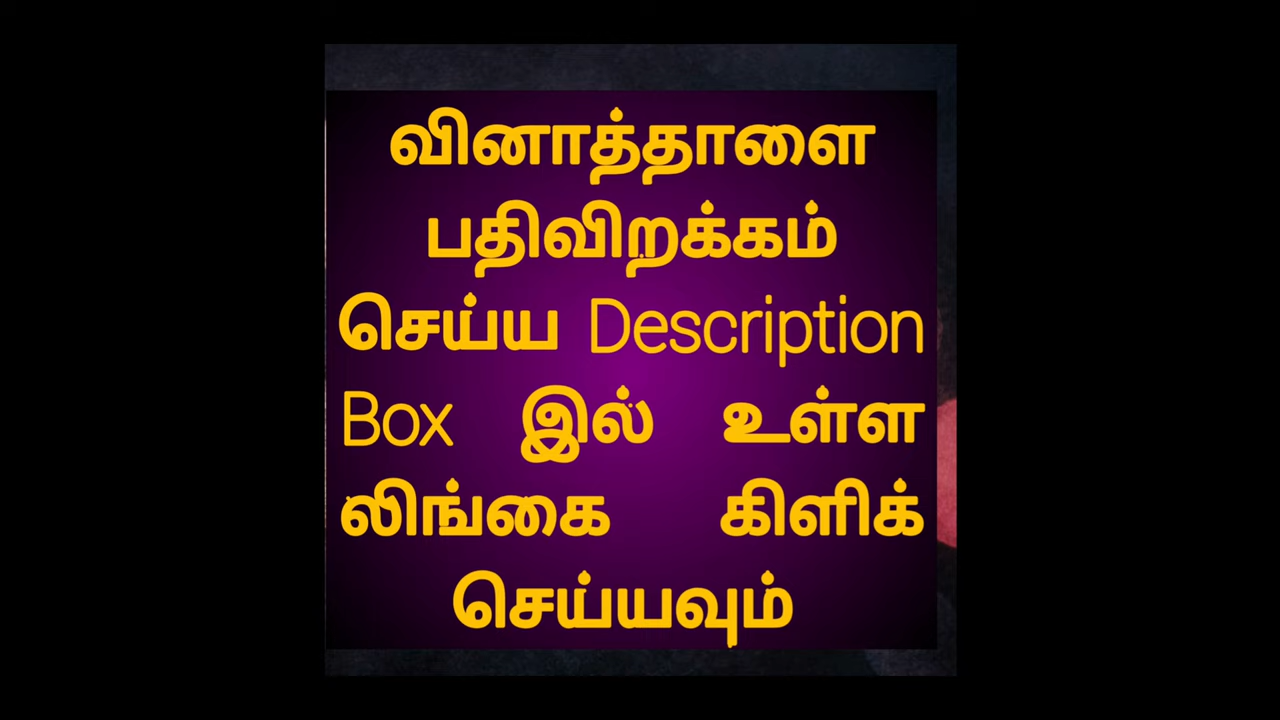 வினாத்தாளை
பதிவிறக்கம்
செய்ய Description
Box இல் உள்ள
லிங்கை கிளிக்
செய்யவும்